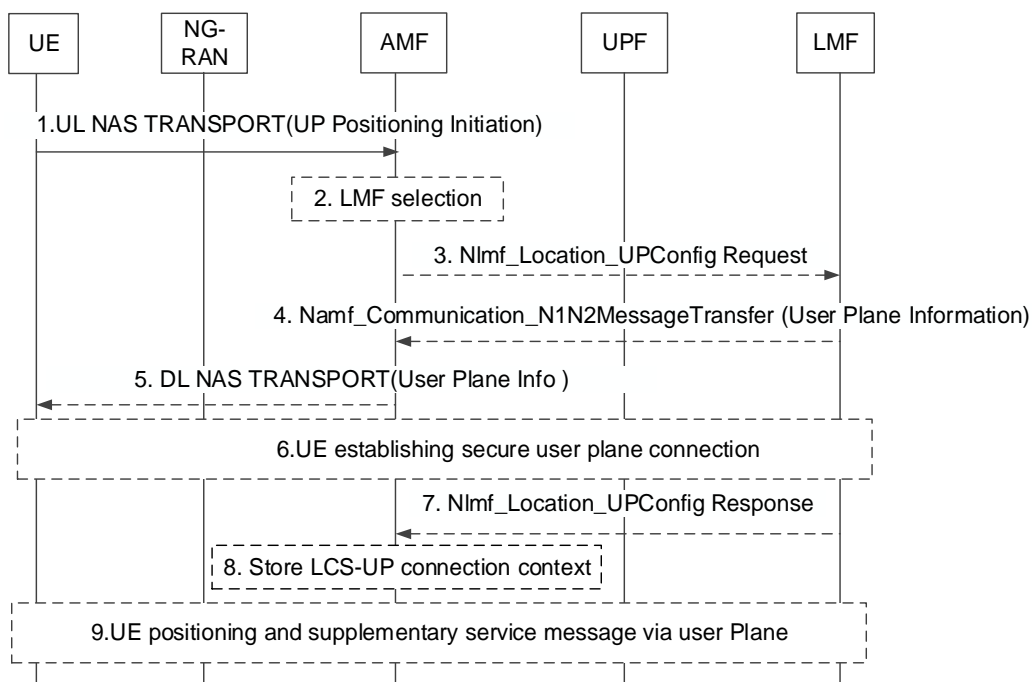 UE
NG-
RAN
AMF
UPF
LMF
1.UL NAS TRANSPORT(UP Positioning Initiation)
2. LMF selection
3. Nlmf_Location_UPConfig Request
4. Namf_Communication_N1N2MessageTransfer (User Plane Information)
5. DL NAS TRANSPORT(User Plane Info )
6.UE establishing secure user plane connection
7. Nlmf_Location_UPConfig Response
8. Store LCS-UP connection context
9.UE positioning and supplementary service message via user Plane